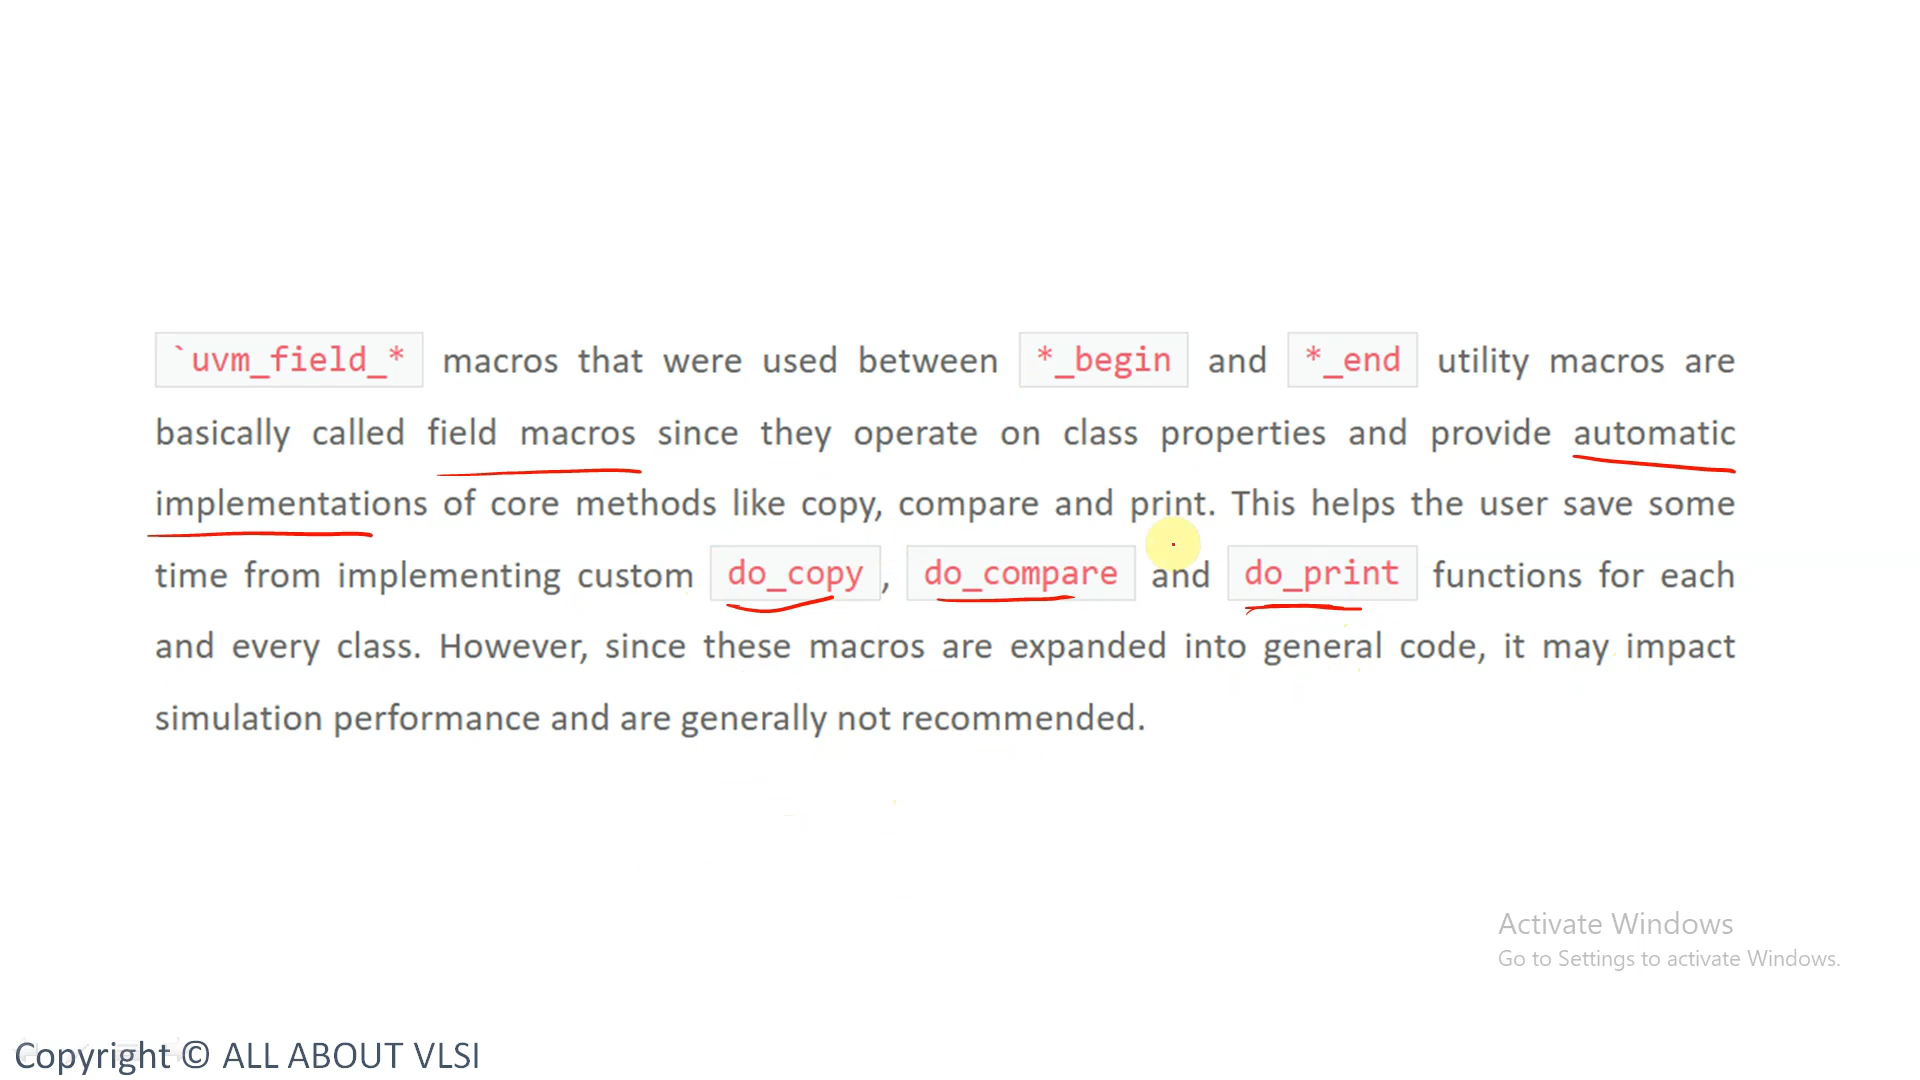 `uvm_field_* macros that were used between *_begin and *_end utility macros are
basically called field macros since they operate on class properties and provide automatic
implementations of core methods like copy, compare and print. This helps the user save some
time from implementing custom do_copy, do_compare and do_print functions for each
and every class. However, since these macros are expanded into general code, it may impact
simulation performance and are generally not recommended.
Activate Windows
Go to Settings to activate Windows.
Copyright © ALL ABOUT VLSI